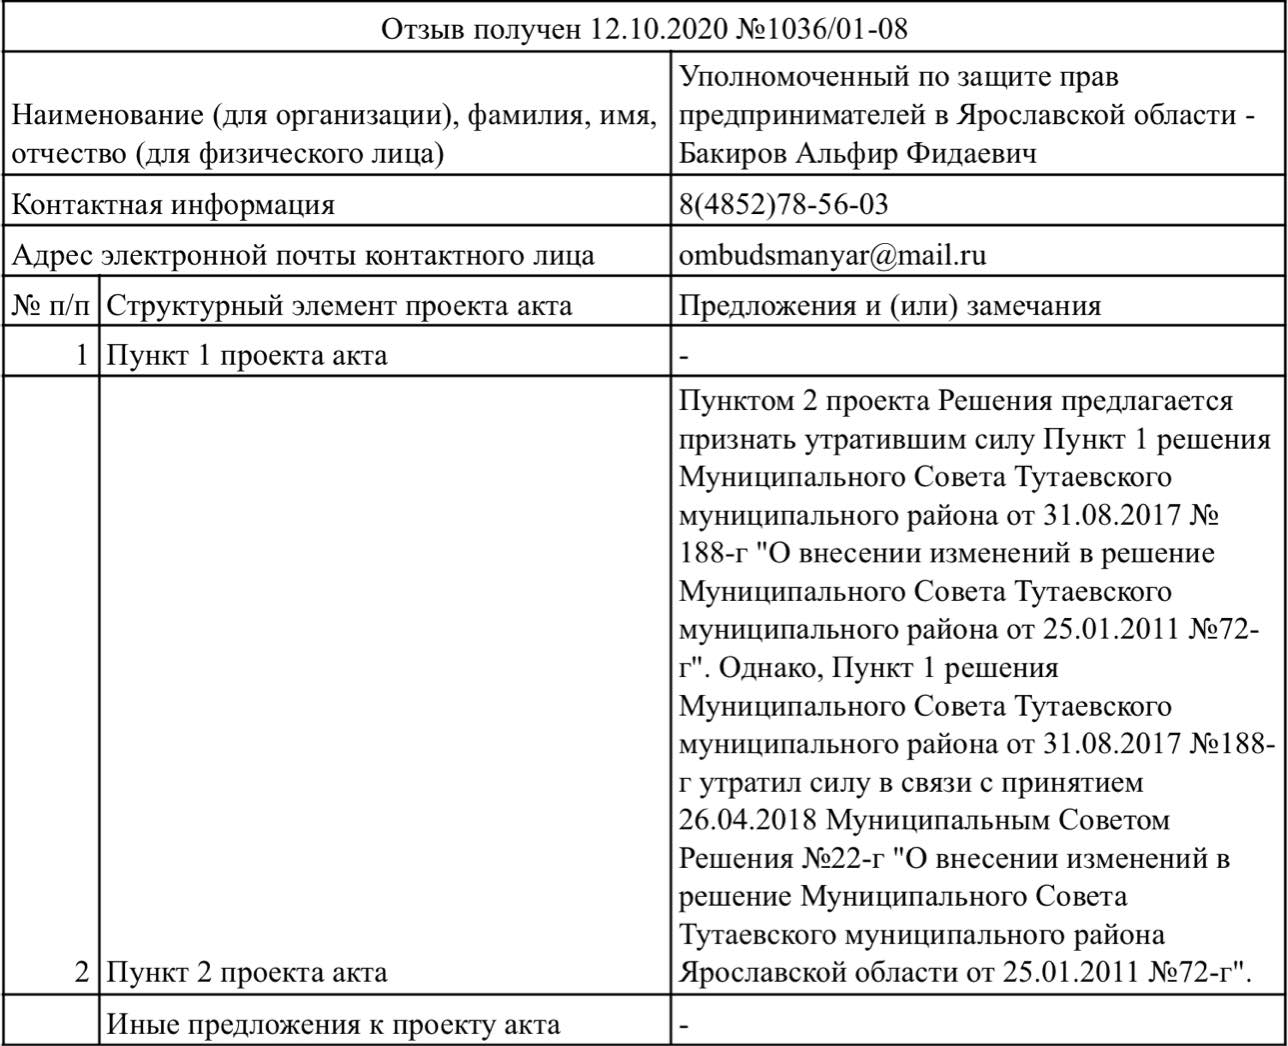 Отзыв получен 12.10.2020 №1036/01-08
Наименование (для организации), фамилия, имя,
отчество (для физического лица)
Уполномоченный по защите прав
предпринимателей в Ярославской области -
Бакиров Альфир Фидаевич
Контактная информация
8(4852)78-56-03
Адрес электронной почты контактного лица
ombudsmanyar@mail.ru
№ п/п
Структурный элемент проекта акта
Предложения и (или) замечания
1
Пункт 1 проекта акта
-
2
Пункт 2 проекта акта
Пунктом 2 проекта Решения предлагается
признать утратившим силу Пункт 1 решения
Муниципального Совета Тутаевского
муниципального района от 31.08.2017 №
188-г "О внесении изменений в решение
Муниципального Совета Тутаевского
муниципального района от 25.01.2011 №72-
г". Однако, Пункт 1 решения
Муниципального Совета Тутаевского
муниципального района от 31.08.2017 №188-
г утратил силу в связи с принятием
26.04.2018 Муниципальным Советом
Решения №22-г "О внесении изменений в
решение Муниципального Совета
Тутаевского муниципального района
Ярославской области от 25.01.2011 №72-г".
Иные предложения к проекту акта
-